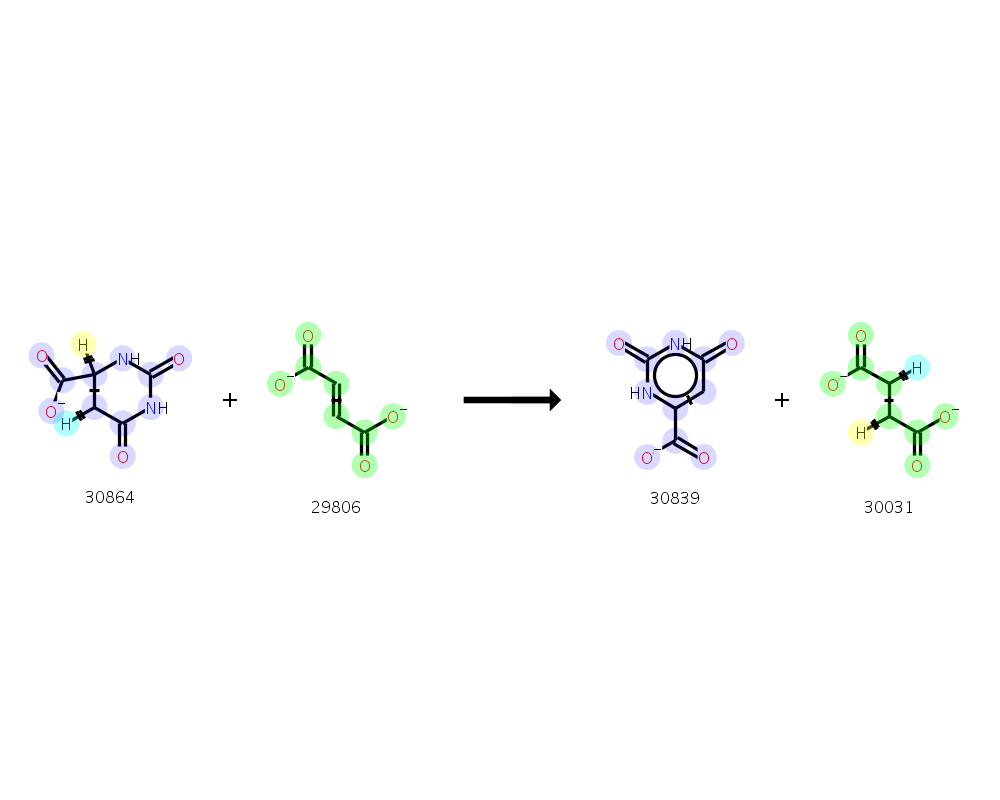 O H NH O
O⁻ H NH
O
30864
+
O
O⁻ O⁻
O
29806
O NH O
HN
O⁻ O
30839
+
O H
O⁻ O⁻
H
O
30031